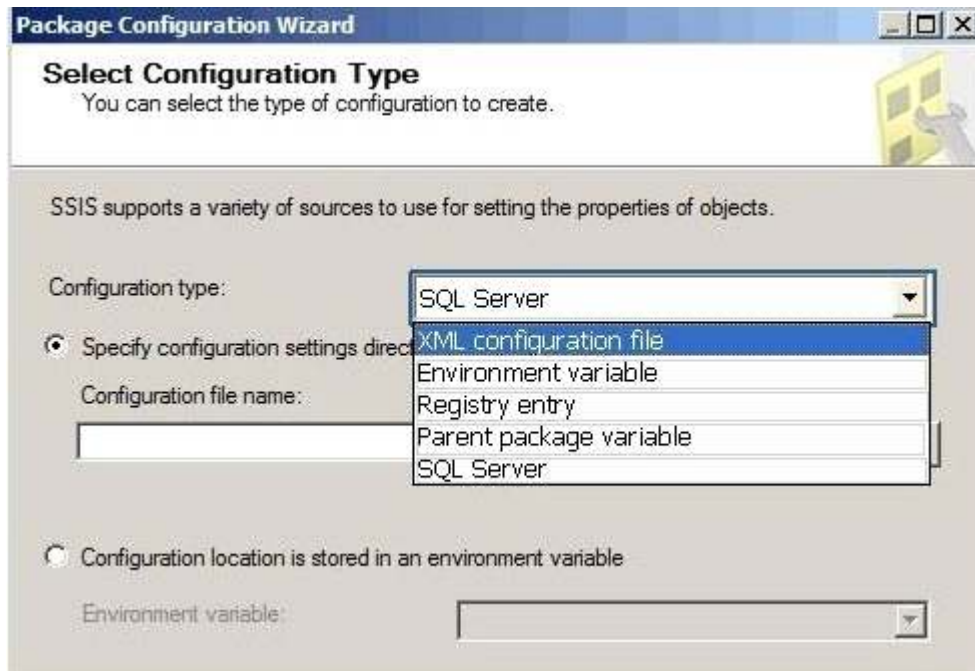 Package Configuration Wizard
Select Configuration Type
You can select the type of configuration to create.
SSIS supports a variety of sources to use for setting the properties of objects.
Configuration type:
SQL Server
XML configuration file
Specify configuration settings direct
Environment variable
Configuration file name:
Registry entry
Parent package variable
SQL Server
Configuration location is stored in an environment variable
Environment variable: